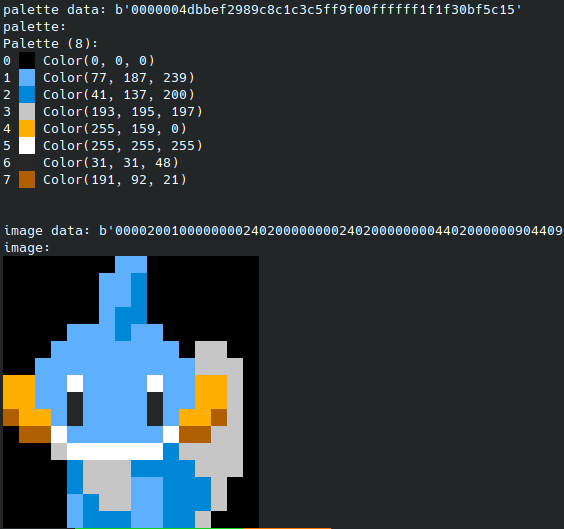 palette data: b'0000004dbbef2989c8c1c3c5ff9f00ffffff1f1f30bf5c15'
palette:
Palette (8):
0 Color(0, 0, 0)
1 Color(77, 187, 239)
2 Color(41, 137, 200)
3 Color(193, 195, 197)
4 Color(255, 159, 0)
5 Color(255, 255, 255)
6 Color(31, 31, 48)
7 Color(191, 92, 21)
image data: b'00002001000000002402000000002402000000004402000000904409
image: